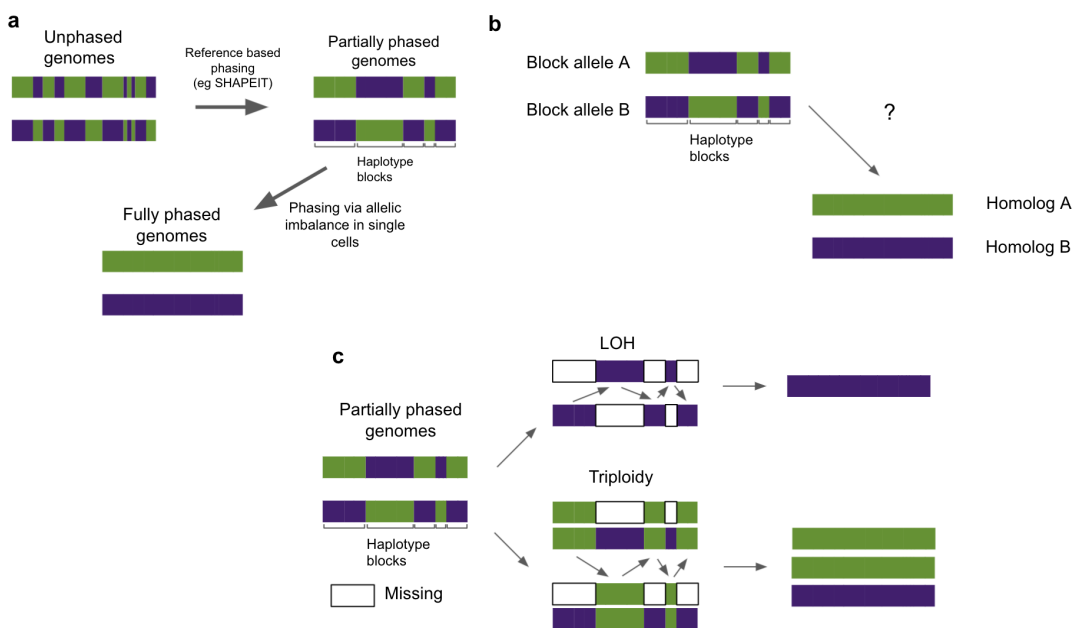 a
Unphased
genomes
Reference based
phasing
(eg SHAPEIT)
Partially phased
genomes
Haplotype
blocks
Phasing via allelic
imbalance in single
cells
Fully phased
genomes
b
Block allele A
Block allele B
Haplotype
blocks
?
Homolog A
Homolog B
c
Partially phased
genomes
Haplotype
blocks
Missing
LOH
Triploidy